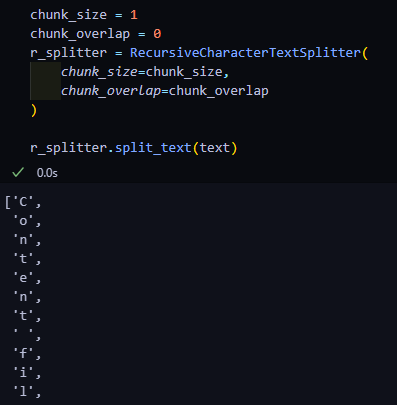 chunk_size = 1
chunk_overlap = 0
r_splitter = RecursiveCharacterTextSplitter(
    chunk_size=chunk_size,
    chunk_overlap=chunk_overlap
)

r_splitter.split_text(text)
✓ 0.0s
['C',
 'o',
 'n',
 't',
 'e',
 'n',
 't',
 ' ',
 'f',
 'i',
 'l',